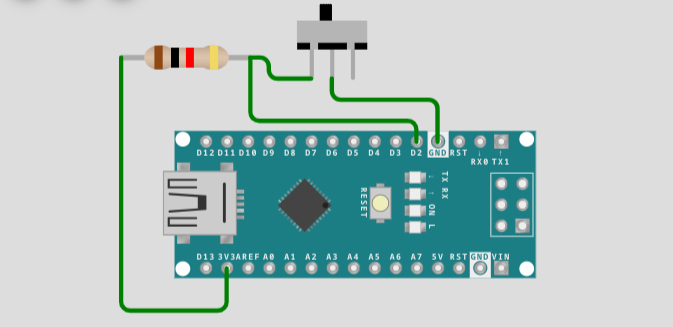 D12 D11 D10 D9 D8 D7 D6 D5 D4 D3 D2 GND RST
RX0 TX1
RESET
TX RX
ON L
D13 3V3 AREF A0 A1 A2 A3 A4 A5 A6 A7 5V RST GND VIN